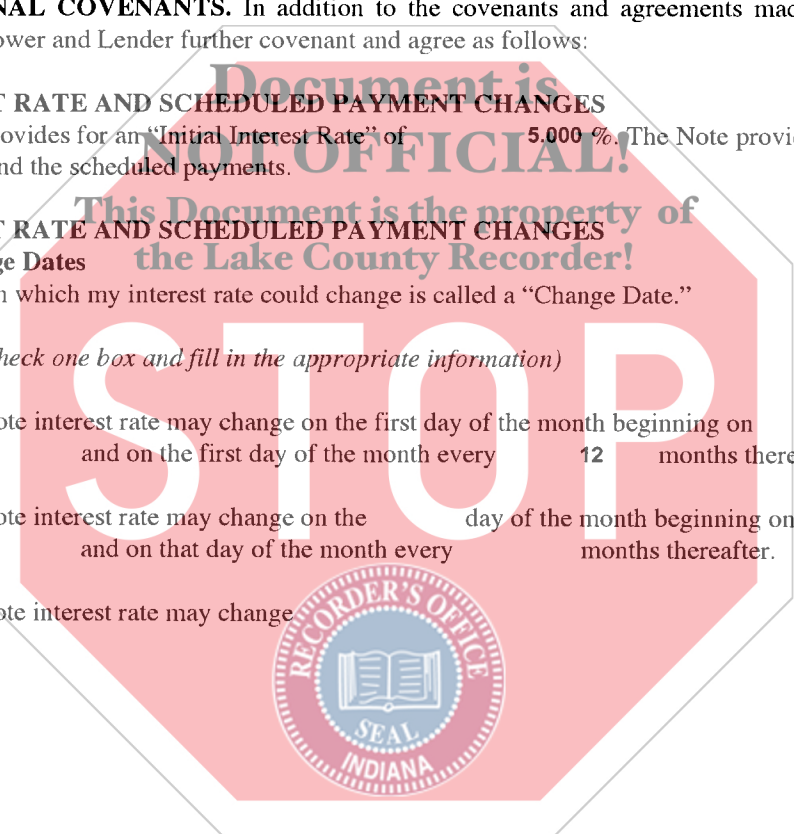 NAL COVENANTS. In addition to the covenants and agreements mad
ower and Lender further covenant and agree as follows:
Document is
T RATE AND SCHEDULED PAYMENT CHANGES
ovides for an “Initial Interest Rate” of 5.000 %. The Note provi
NOT OFFICIAL!
nd the scheduled payments.
This Document is the property of
T RATE AND SCHEDULED PAYMENT CHANGES
ge Dates
the Lake County Recorder!
n which my interest rate could change is called a “Change Date.”
heck one box and fill in the appropriate information)
STOP
ote interest rate may change on the first day of the month beginning on
and on the first day of the month every 12 months there
ote interest rate may change on the day of the month beginning on
and on that day of the month every months thereafter.
ote interest rate may change
RECORDER'S OFFICE
SEAL
INDIANA